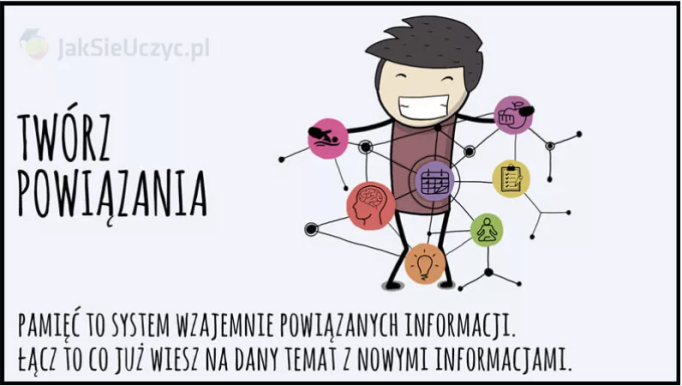 JakSieUczyc.pl
TWÓRZ
POWIĄZANIA
PAMIĘĆ TO SYSTEM WZAJEMNIE POWIĄZANYCH INFORMACJI.
ŁĄCZ TO CO JUŻ WIESZ NA DANY TEMAT Z NOWYMI INFORMACJAMI.